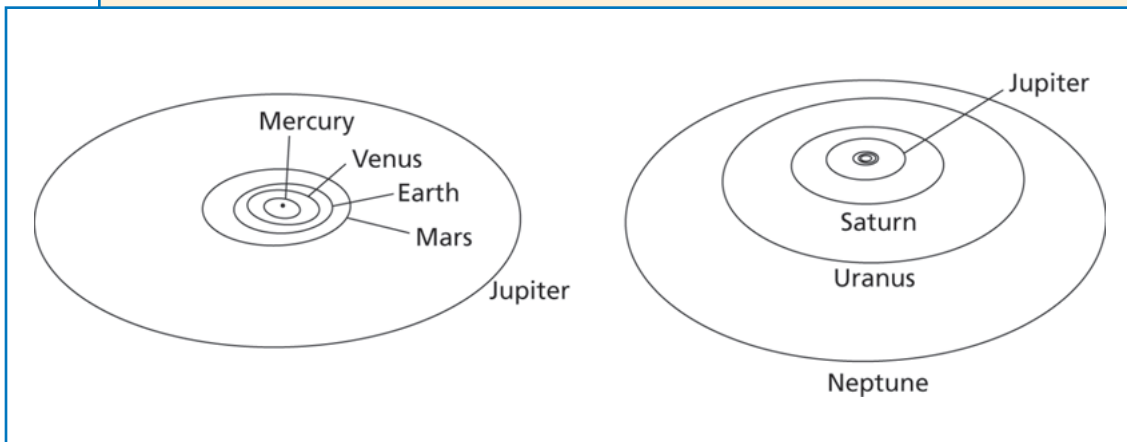 Mercury
Venus
Earth
Mars
Jupiter
Jupiter
Saturn
Uranus
Neptune